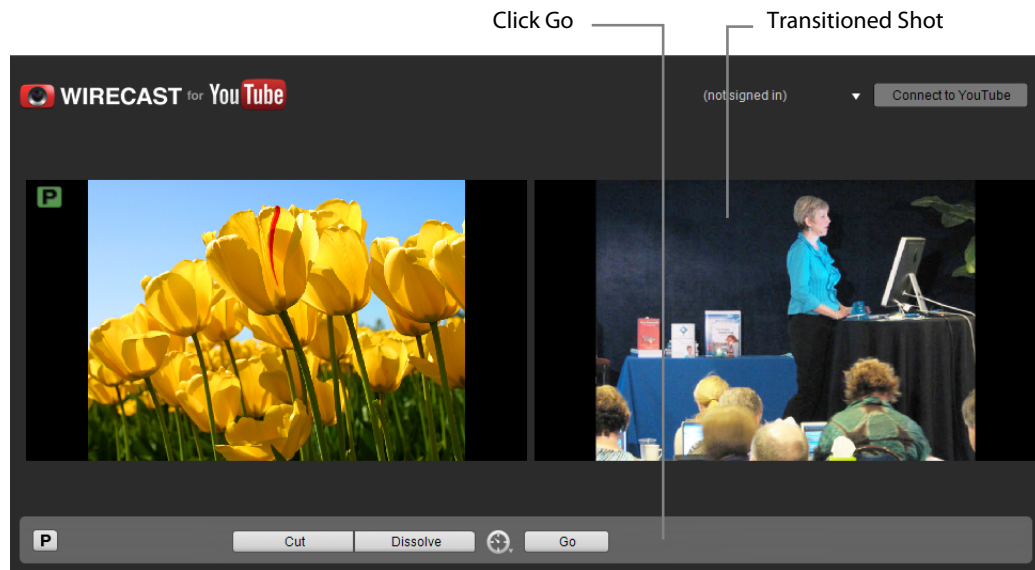 Click Go
Transitioned Shot
WIRECAST for YouTube
(not signed in)
Connect to YouTube
P
P
Cut
Dissolve
Go